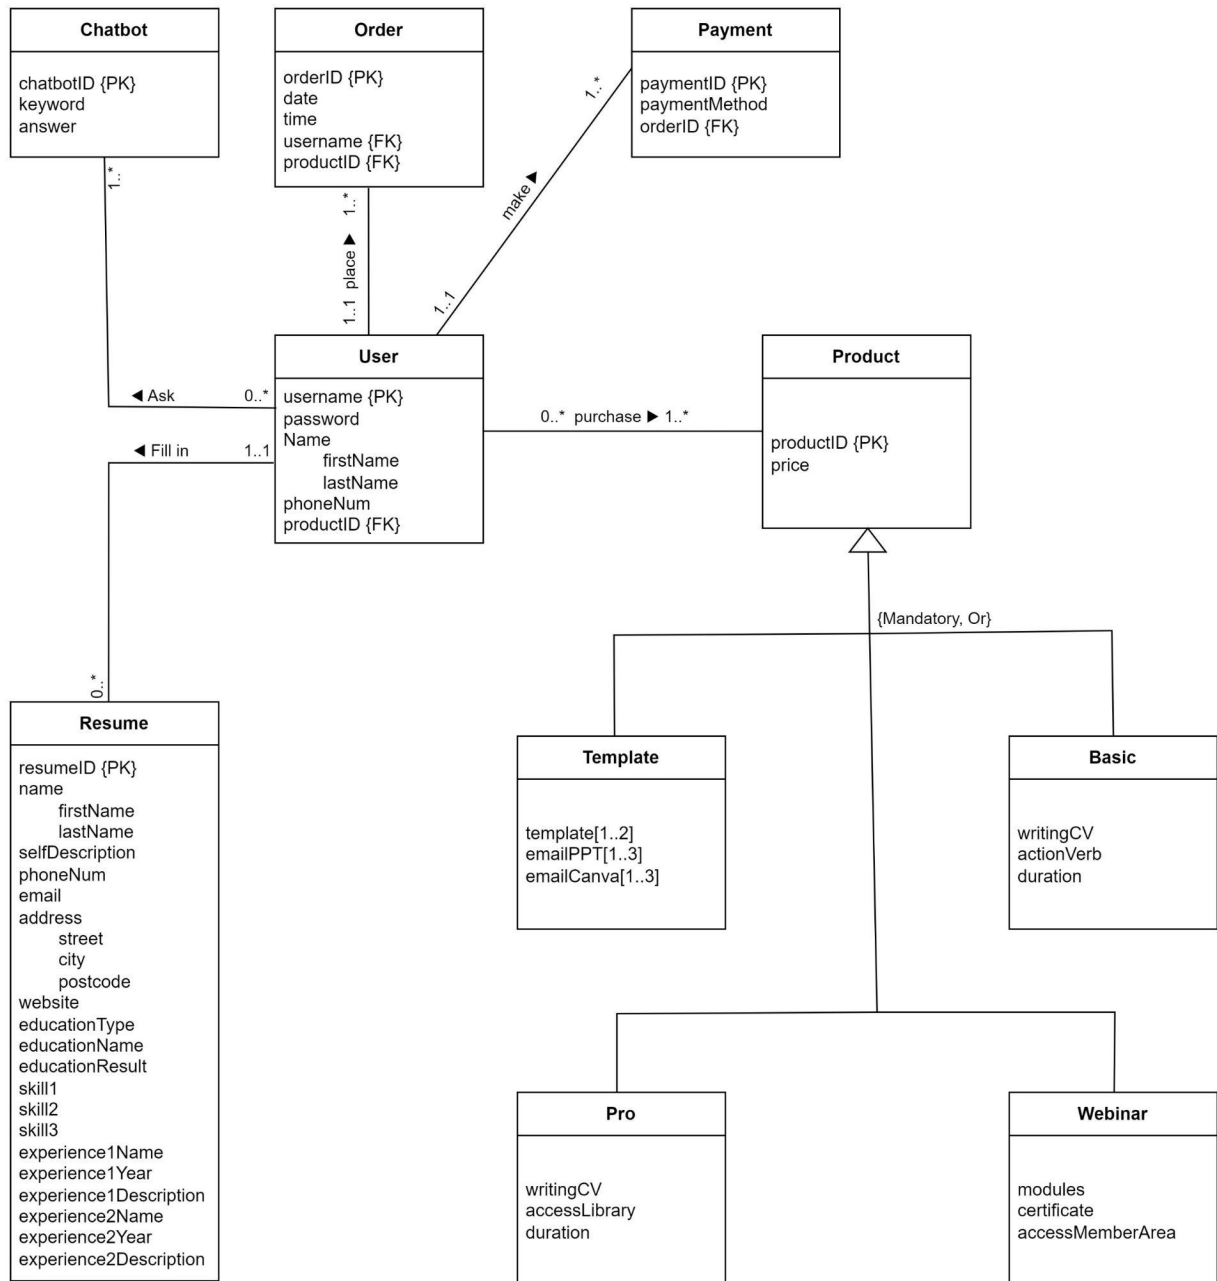 Chatbot
chatbotID {PK}
keyword
answer
Order
orderID {PK}
date
time
username {FK}
productID {FK}
Payment
paymentID {PK}
paymentMethod
orderID {FK}
1..*
1..*
1..*
make ▶
1..1 place ▶
1..1
◀ Ask 0..*
◀ Fill in 1..1
0..*
User
username {PK}
password
Name
firstName
lastName
phoneNum
productID {FK}
0..* purchase ▶ 1..*
Product
productID {PK}
price
{Mandatory, Or}
Resume
resumeID {PK}
name
firstName
lastName
selfDescription
phoneNum
email
address
street
city
postcode
website
educationType
educationName
educationResult
skill1
skill2
skill3
experience1Name
experience1Year
experience1Description
experience2Name
experience2Year
experience2Description
Template
template[1..2]
emailPPT[1..3]
emailCanva[1..3]
Basic
writingCV
actionVerb
duration
Pro
writingCV
accessLibrary
duration
Webinar
modules
certificate
accessMemberArea